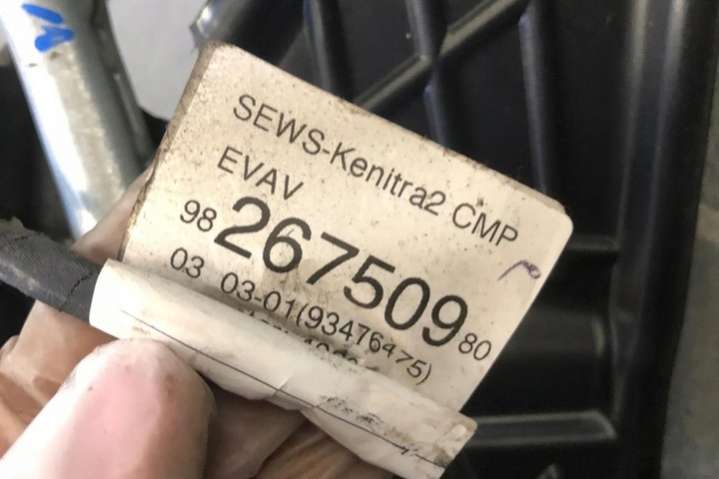 SEWS-Kenitra2 CMP
EVAV
98 267509 80
03 03-01(93476475)